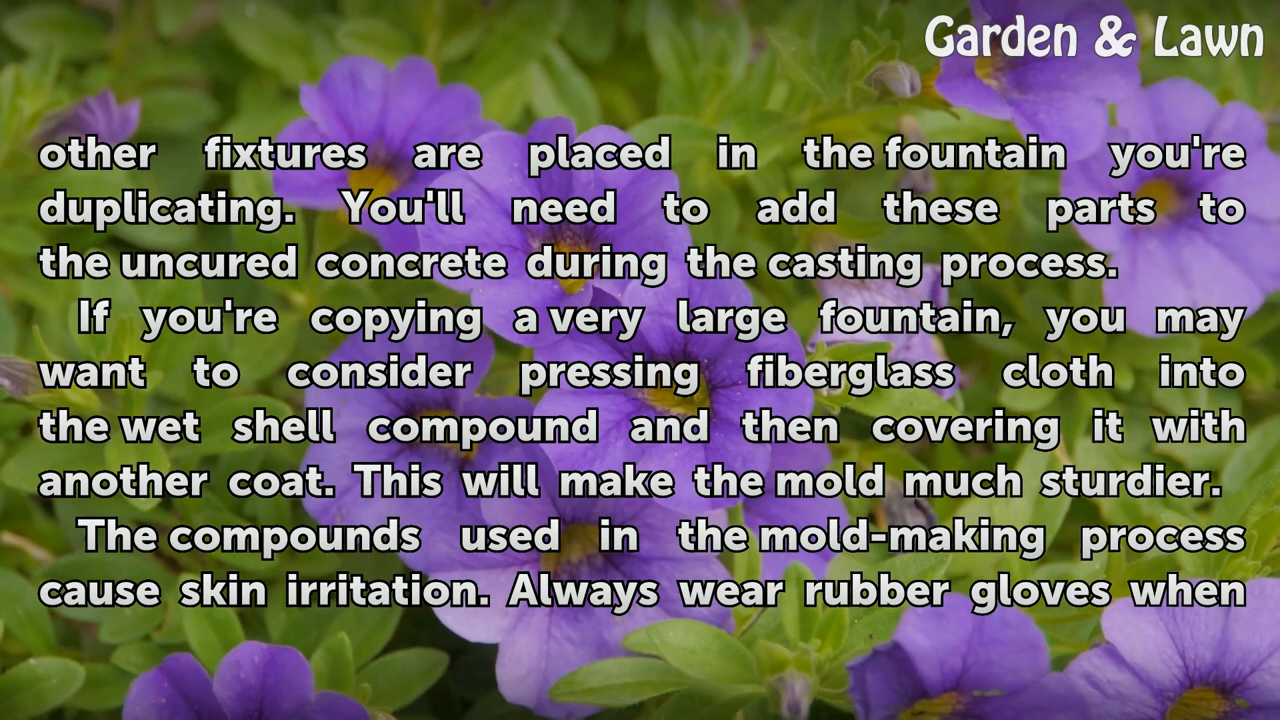 Garden & Lawn
other fixtures are placed in the fountain you're
duplicating. You'll need to add these parts to
the uncured concrete during the casting process.
If you're copying a very large fountain, you may
want to consider pressing fiberglass cloth into
the wet shell compound and then covering it with
another coat. This will make the mold much sturdier.
The compounds used in the mold-making process
cause skin irritation. Always wear rubber gloves when